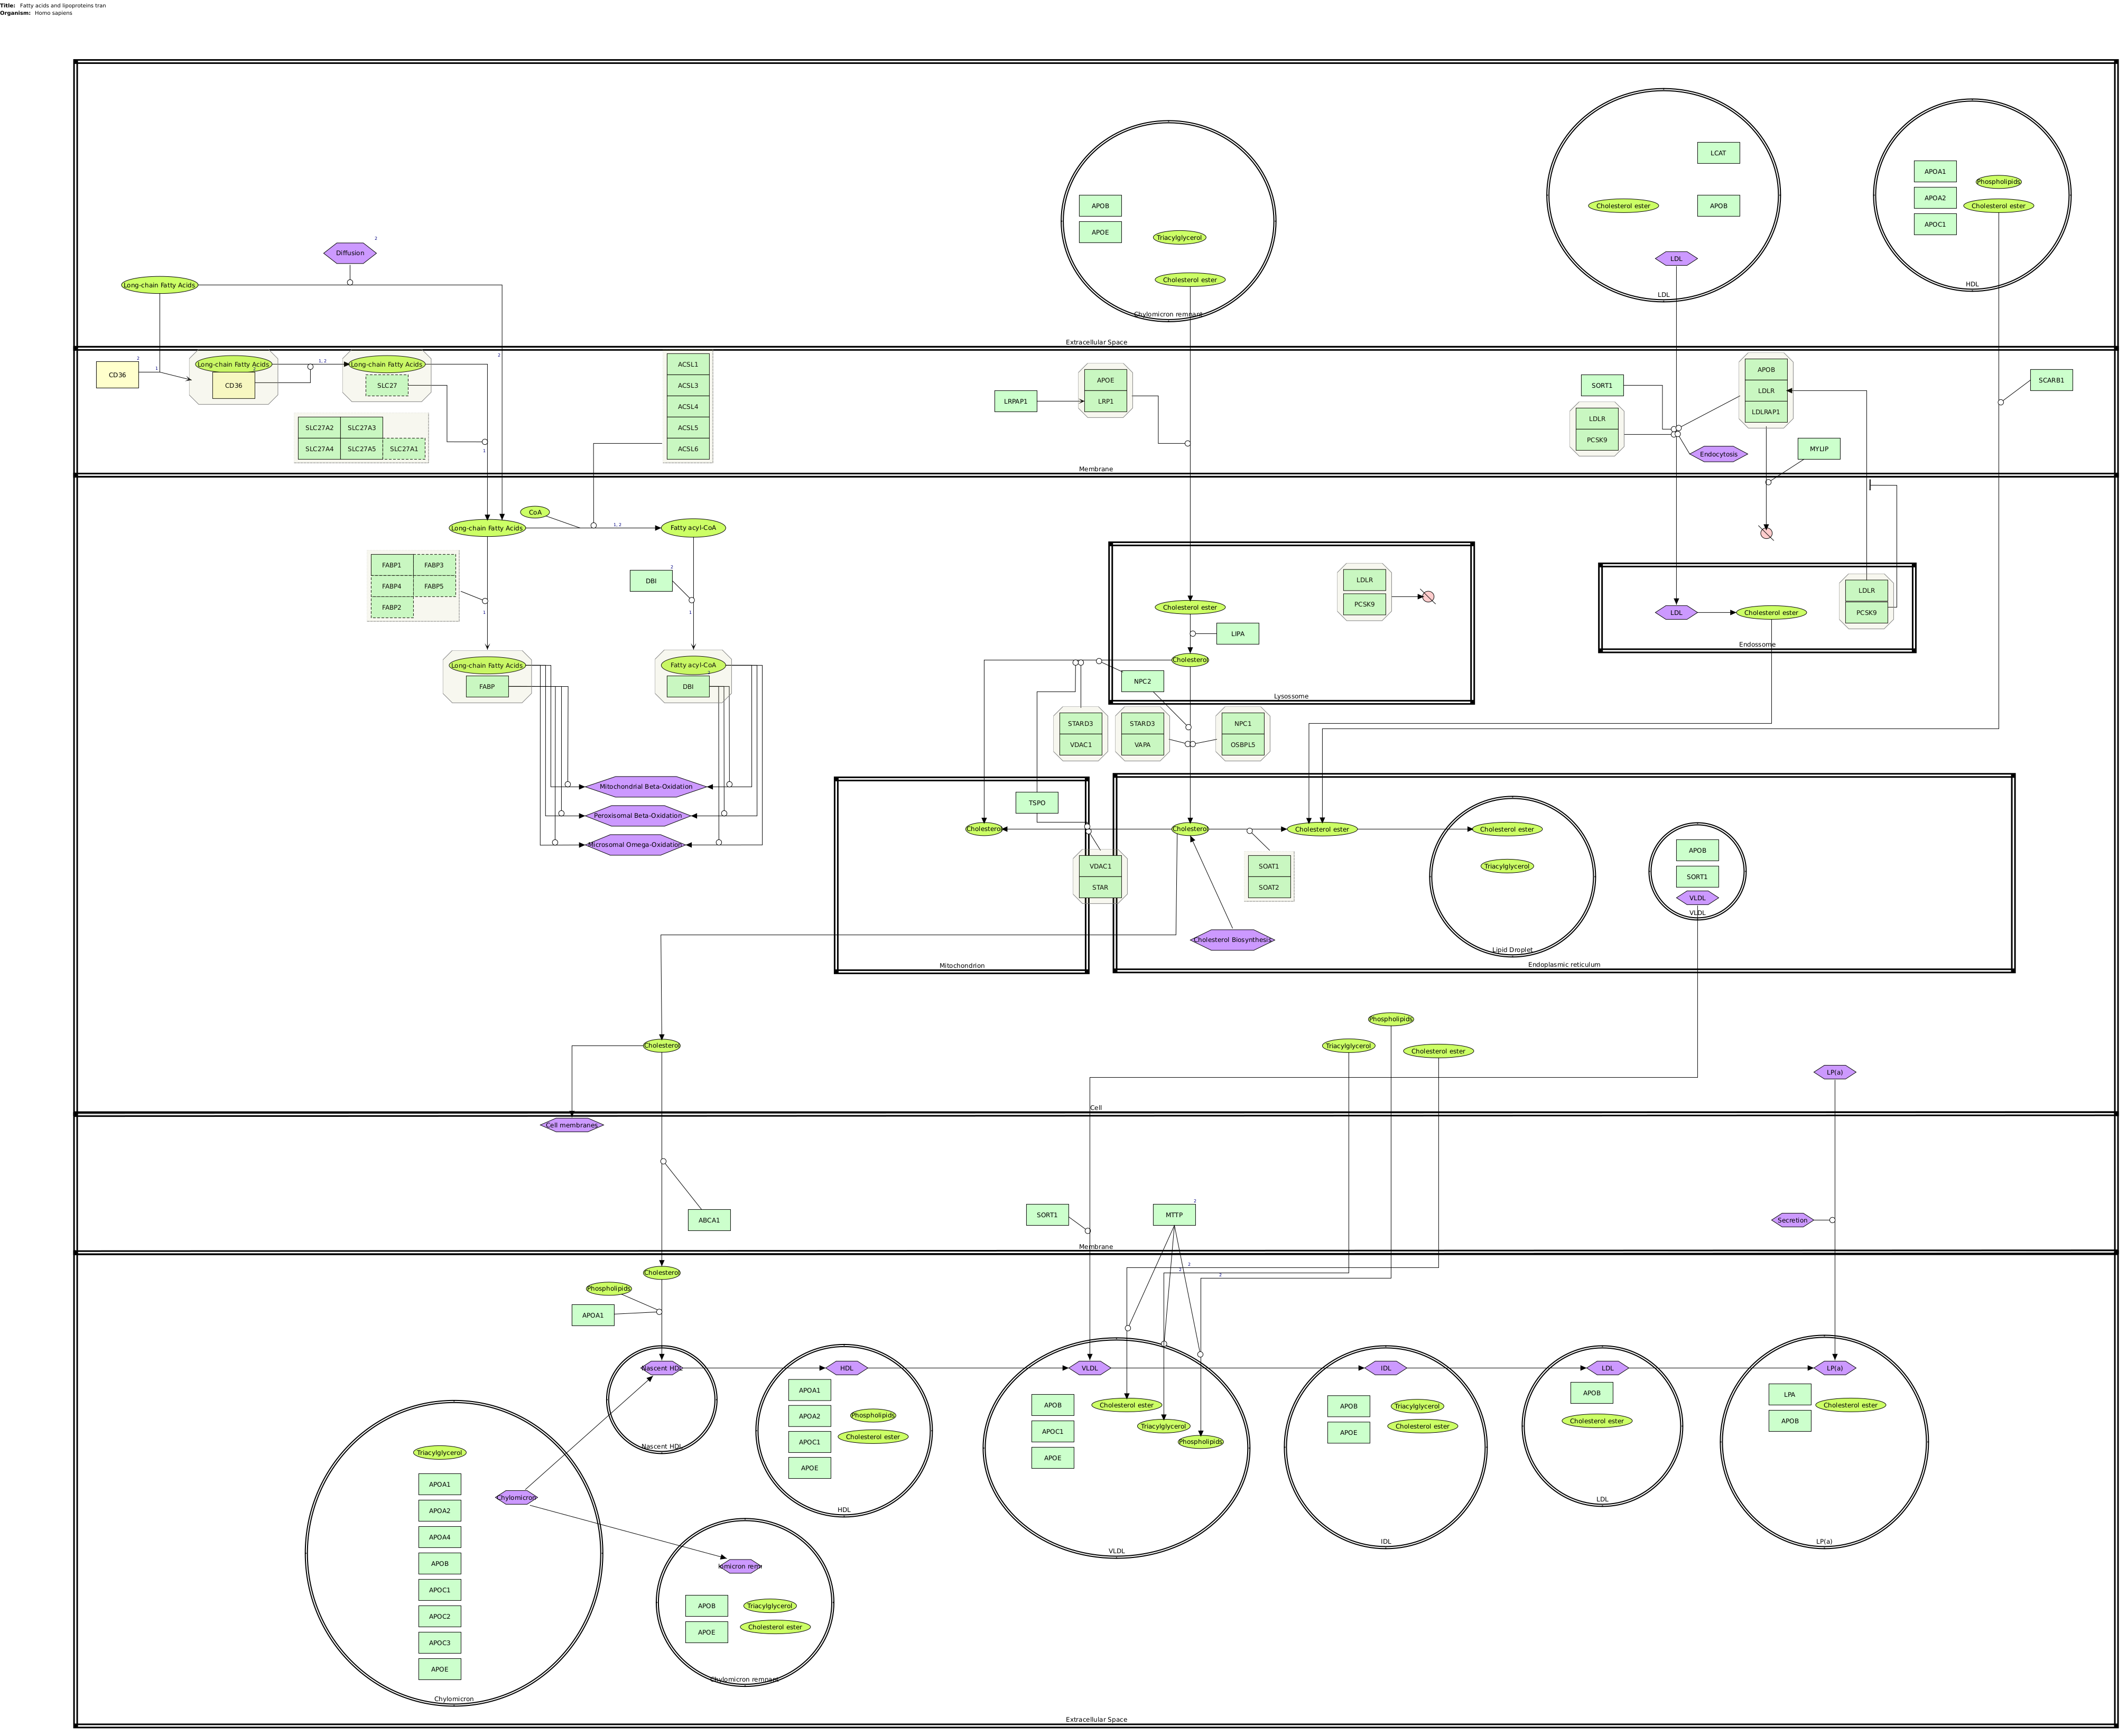 Title: Fatty acids and lipoproteins tran
Organism: Homo sapiens
LCAT
APOA1
Phospholipids
APOA2
Cholesterol ester
APOC1
APOB
Cholesterol ester
APOB
APOE
Triacylglycerol
Cholesterol ester
2
Diffusion
LDL
Long-chain Fatty Acids
HDL
LDL
Chylomicron remnant
Extracellular Space
2
CD36
1
Long-chain Fatty Acids
CD36
1, 2
Long-chain Fatty Acids
SLC27
2
SLC27A2
SLC27A3
SLC27A4
SLC27A5
SLC27A1
1
ACSL1
ACSL3
ACSL4
ACSL5
ACSL6
LRPAP1
APOE
LRP1
SORT1
LDLR
PCSK9
APOB
LDLR
LDLRAP1
Endocytosis
MYLIP
SCARB1
Membrane
CoA
Long-chain Fatty Acids
1, 2
Fatty acyl-CoA
FABP1
FABP3
FABP4
FABP5
FABP2
1
2
DBI
1
Cholesterol ester
LIPA
Cholesterol
NPC2
LDLR
PCSK9
Lysossome
LDL
Cholesterol ester
LDLR
PCSK9
Endossome
Long-chain Fatty Acids
FABP
Fatty acyl-CoA
DBI
STARD3
VDAC1
STARD3
VAPA
NPC1
OSBPL5
Mitochondrial Beta-Oxidation
Peroxisomal Beta-Oxidation
Microsomal Omega-Oxidation
TSPO
Cholesterol
VDAC1
STAR
Mitochondrion
Cholesterol
Cholesterol ester
Cholesterol ester
SOAT1
SOAT2
Triacylglycerol
Cholesterol Biosynthesis
Lipid Droplet
APOB
SORT1
VLDL
VLDL
Endoplasmic reticulum
Phospholipids
Cholesterol
Triacylglycerol
Cholesterol ester
LP(a)
Cell
Cell membranes
ABCA1
SORT1
2
MTTP
Secretion
Membrane
Cholesterol
2
2
2
Phospholipids
APOA1
Nascent HDL
HDL
VLDL
IDL
LDL
LP(a)
Nascent HDL
APOA1
APOA2
APOC1
APOE
Phospholipids
Cholesterol ester
HDL
APOB
APOC1
APOE
Cholesterol ester
Triacylglycerol
Phospholipids
VLDL
APOB
APOE
Triacylglycerol
Cholesterol ester
IDL
APOB
Cholesterol ester
LDL
LPA
APOB
Cholesterol ester
LP(a)
Triacylglycerol
APOA1
APOA2
APOA4
APOB
APOC1
APOC2
APOC3
APOE
Chylomicron
Chylomicron
APOB
APOE
Triacylglycerol
Cholesterol ester
Chylomicron remnant
Extracellular Space